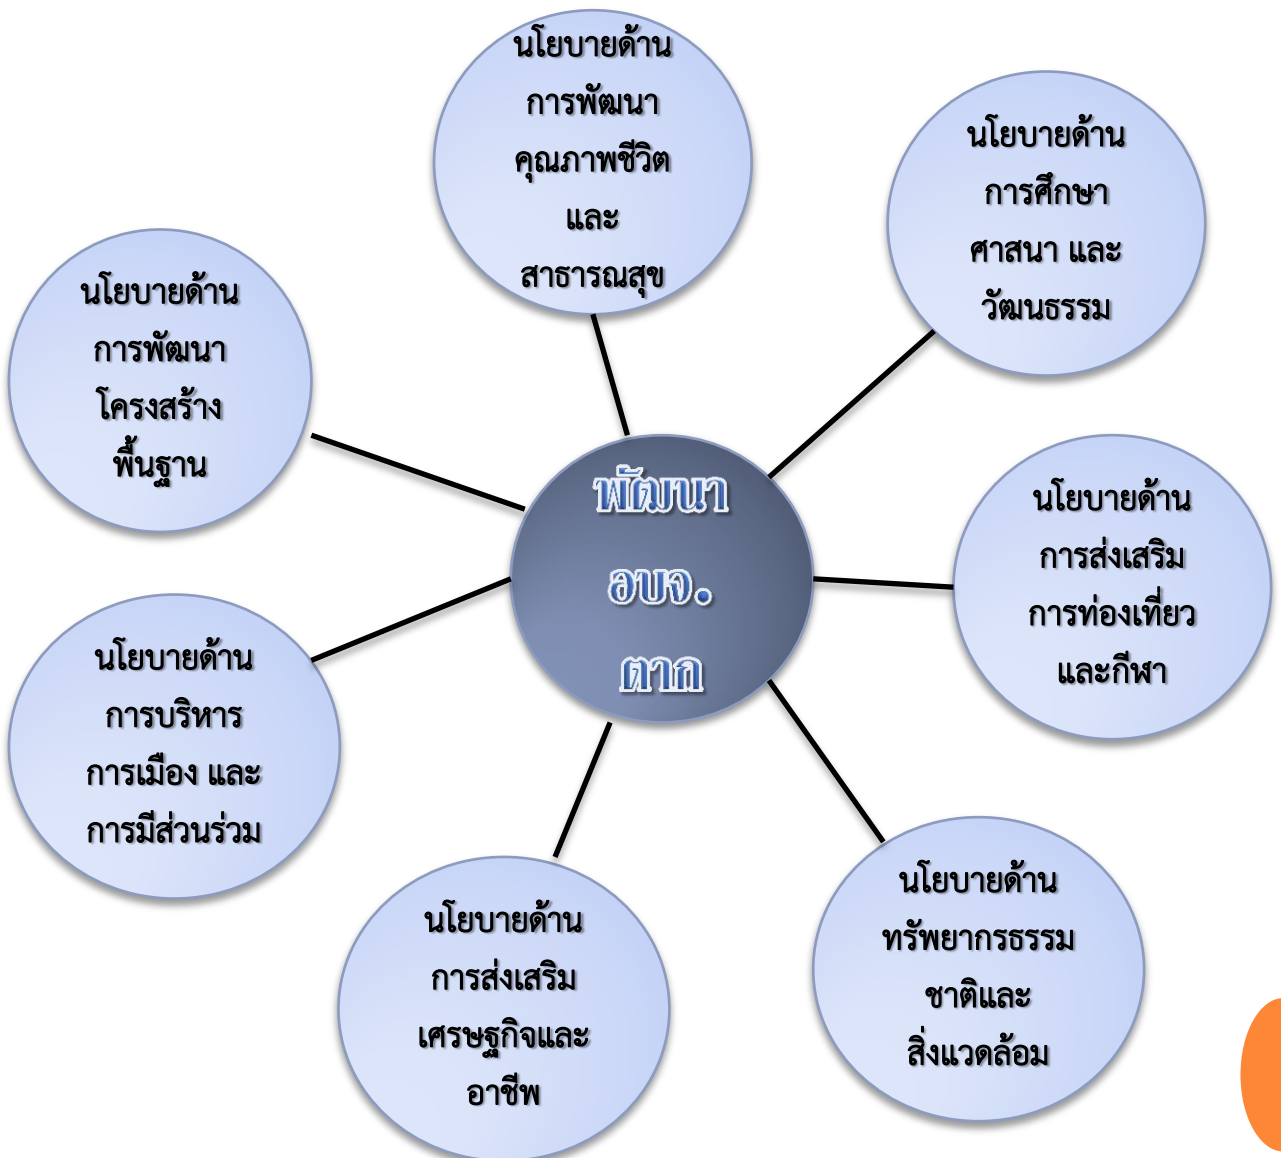 นโยบายด้าน
การพัฒนา
คุณภาพชีวิต
และ
สาธารณสุข
นโยบายด้าน
การศึกษา
ศาสนา และ
วัฒนธรรม
นโยบายด้าน
การพัฒนา
โครงสร้าง
พื้นฐาน
พัฒนา
อบจ.
ตาก
นโยบายด้าน
การส่งเสริม
การท่องเที่ยว
และกีฬา
นโยบายด้าน
การบริหาร
การเมือง และ
การมีส่วนร่วม
นโยบายด้าน
การส่งเสริม
เศรษฐกิจและ
อาชีพ
นโยบายด้าน
ทรัพยากรธรรม
ชาติและ
สิ่งแวดล้อม